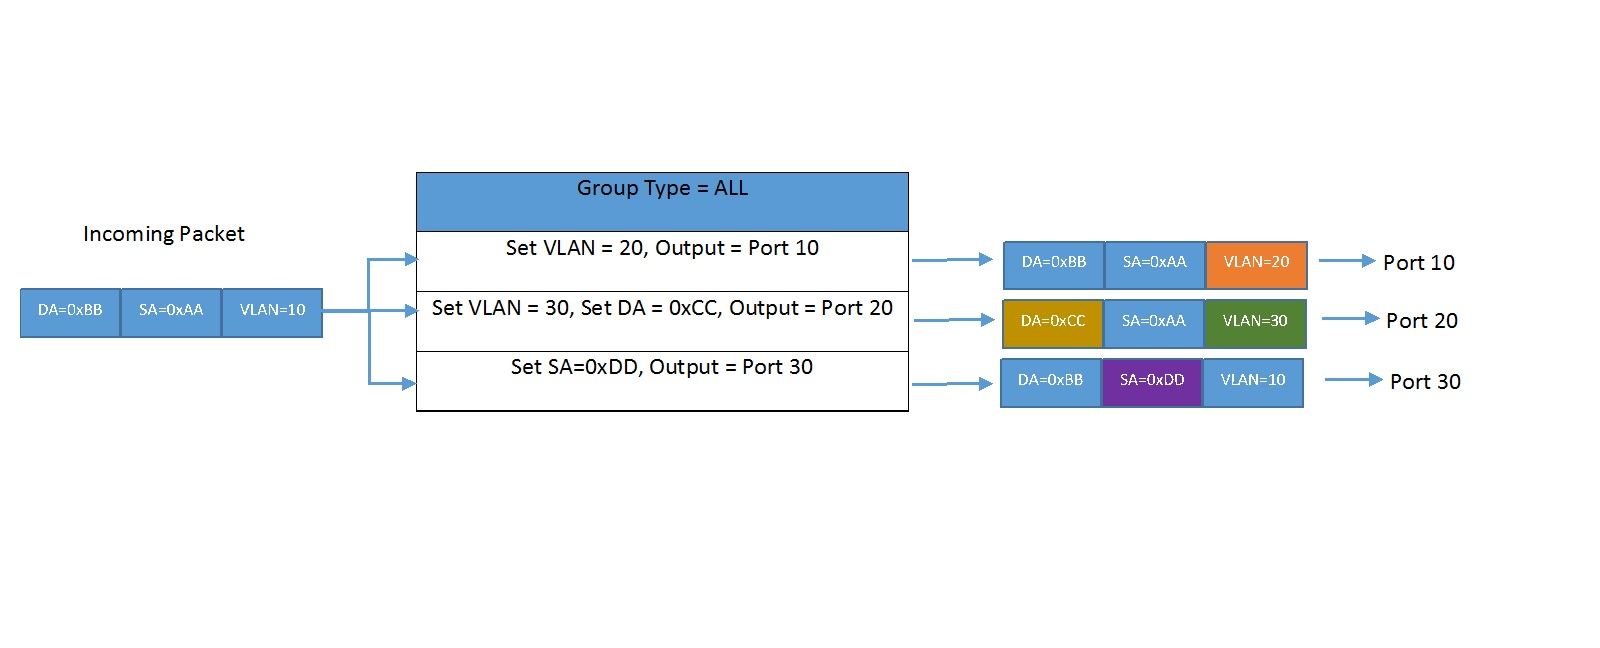 Group Type = ALL
Incoming Packet
Set VLAN = 20, Output = Port 10
DA=0xBB SA=0xAA VLAN=20
Port 10
DA=0xBB SA=0xAA VLAN=10
Set VLAN = 30, Set DA = 0xCC, Output = Port 20
DA=0xCC SA=0xAA VLAN=30
Port 20
Set SA=0xDD, Output = Port 30
DA=0xBB SA=0xDD VLAN=10
Port 30